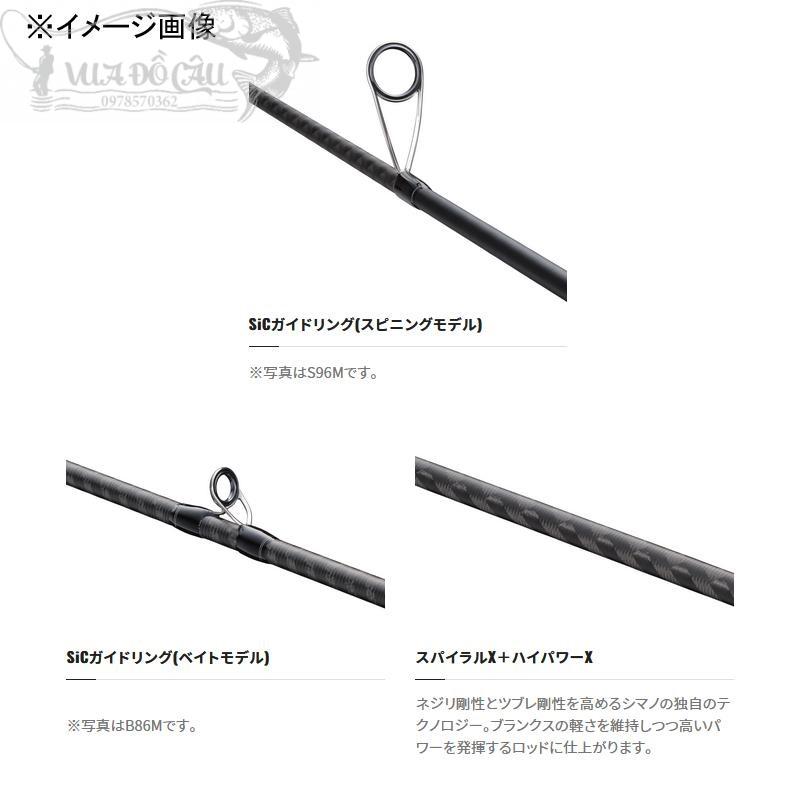 ※イメージ画像
VUA ĐỒ CÂU
0978570362
SiCガイドリング(スピニングモデル)
※写真はS96Mです。
SiCガイドリング(ベイトモデル)
※写真はB86Mです。
スパイラルX＋ハイパワーX
ネジリ剛性とツブレ剛性を高めるシマノの独自のテ
クノロジー。ブランクスの軽さを維持しつつ高いパ
ワーを発揮するロッドに仕上がります。